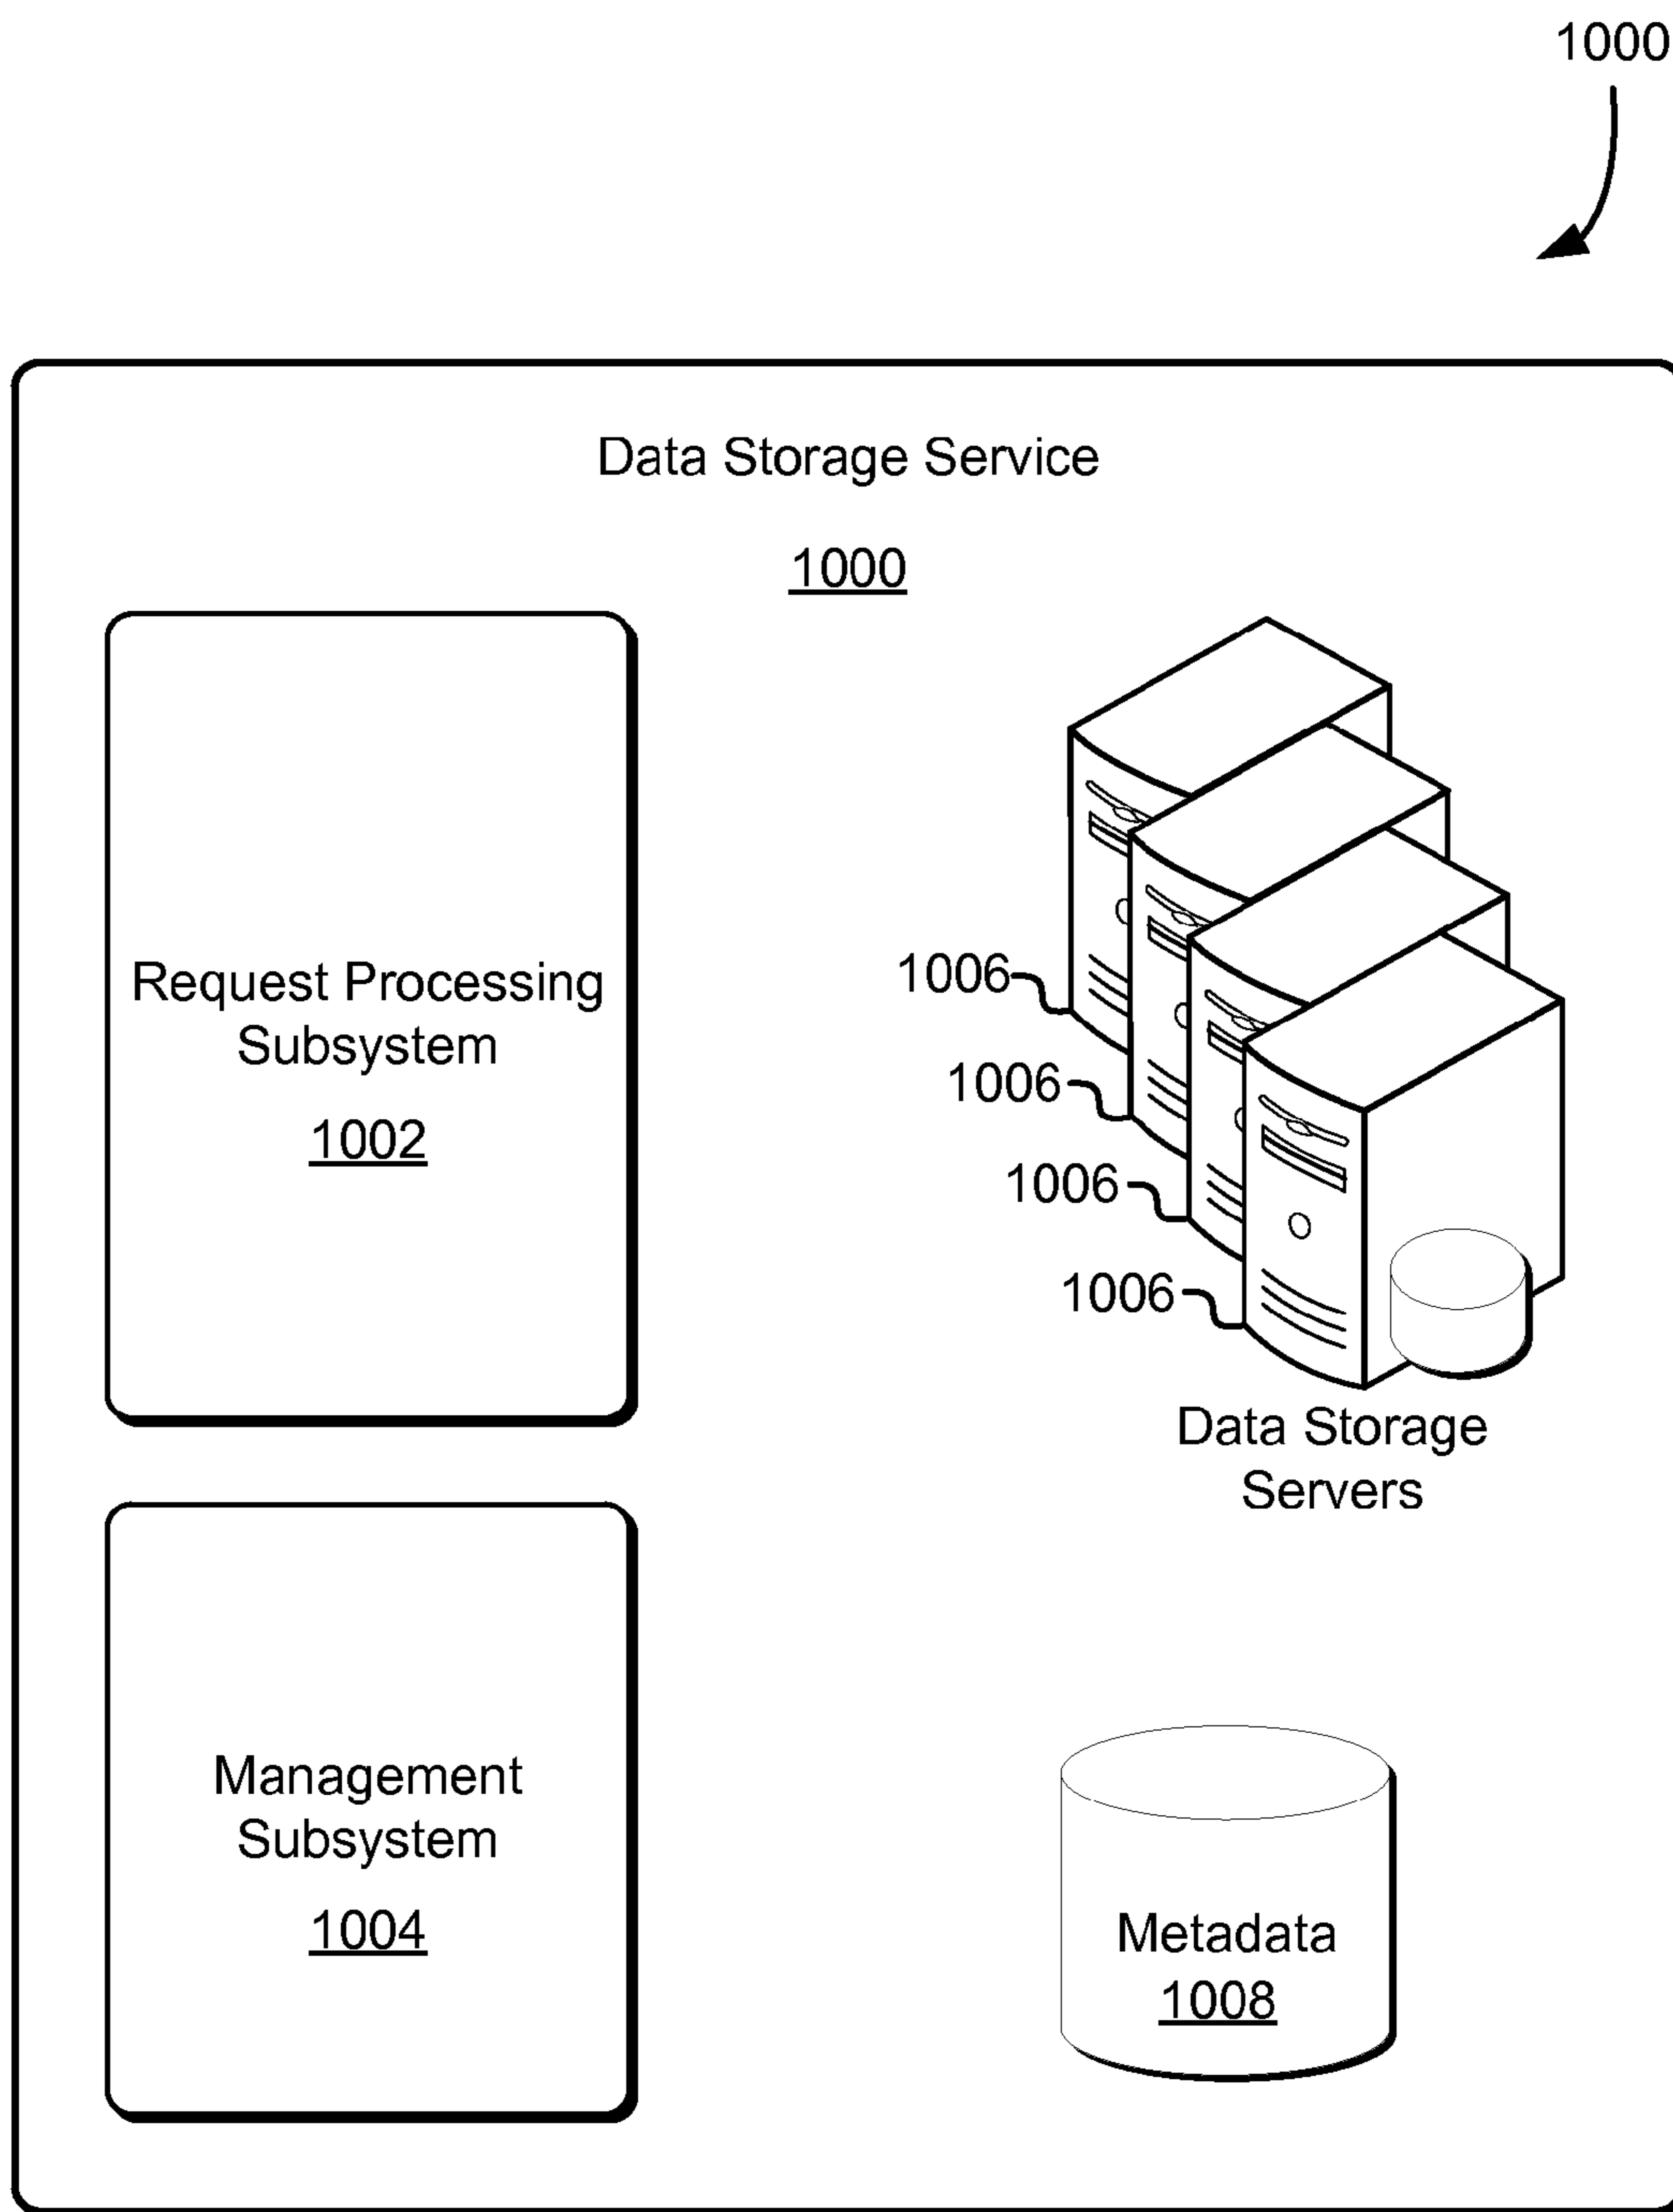 1000
Data Storage Service
1000
Request Processing
Subsystem
1002
1006
1006
1006
1006
Data Storage
Servers
Management
Subsystem
1004
Metadata
1008